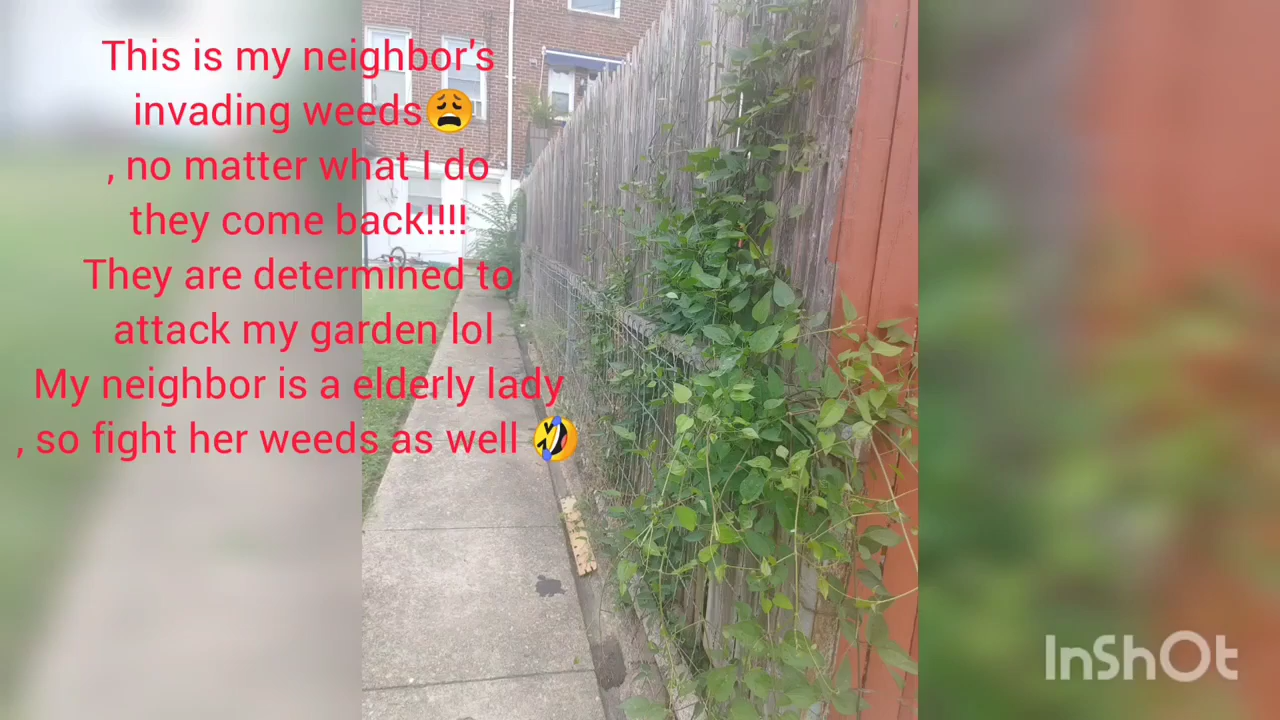 This is my neighbor's
invading weeds😩
, no matter what I do
they come back!!!!
They are determined to
attack my garden lol
My neighbor is a elderly lady
, so fight her weeds as well 🤣
InShOt